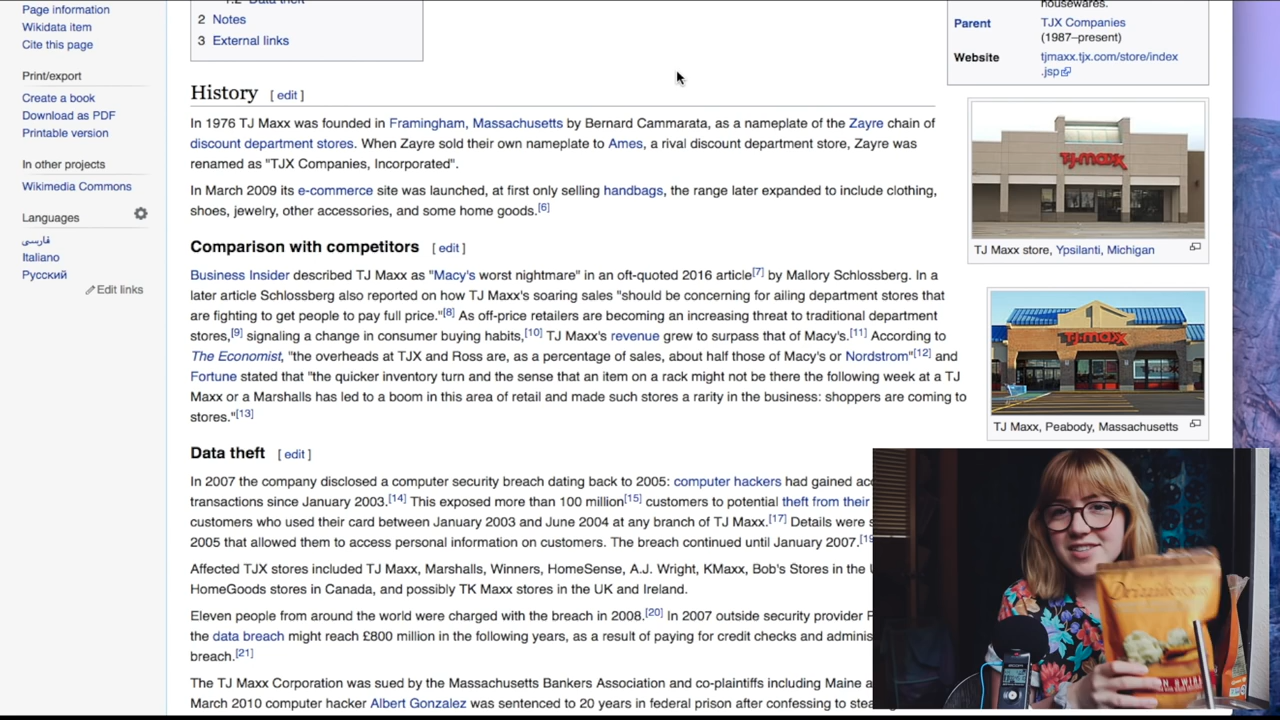 Page information
Wikidata item
Cite this page
Print/export
Create a book
Download as PDF
Printable version
In other projects
Wikimedia Commons
Languages
فارسی
Italiano
Русский
Edit links
2 Notes
3 External links
housewares.
Parent TJX Companies
(1987–present)
Website tjmaxx.tjx.com/store/index
.jsp
History [ edit ]
In 1976 TJ Maxx was founded in Framingham, Massachusetts by Bernard Cammarata, as a nameplate of the Zayre chain of
discount department stores. When Zayre sold their own nameplate to Ames, a rival discount department store, Zayre was
renamed as "TJX Companies, Incorporated".
In March 2009 its e-commerce site was launched, at first only selling handbags, the range later expanded to include clothing,
shoes, jewelry, other accessories, and some home goods.[6]
T.J.maxx
TJ Maxx store, Ypsilanti, Michigan
Comparison with competitors [ edit ]
Business Insider described TJ Maxx as "Macy's worst nightmare" in an oft-quoted 2016 article[7] by Mallory Schlossberg. In a
later article Schlossberg also reported on how TJ Maxx's soaring sales "should be concerning for ailing department stores that
are fighting to get people to pay full price."[8] As off-price retailers are becoming an increasing threat to traditional department
stores,[9] signaling a change in consumer buying habits,[10] TJ Maxx's revenue grew to surpass that of Macy's.[11] According to
The Economist, "the overheads at TJX and Ross are, as a percentage of sales, about half those of Macy's or Nordstrom"[12] and
Fortune stated that "the quicker inventory turn and the sense that an item on a rack might not be there the following week at a TJ
Maxx or a Marshalls has led to a boom in this area of retail and made such stores a rarity in the business: shoppers are coming to
stores."[13]
T.J.maxx
TJ Maxx, Peabody, Massachusetts
Data theft [ edit ]
In 2007 the company disclosed a computer security breach dating back to 2005: computer hackers had gained
transactions since January 2003.[14] This exposed more than 100 million[15] customers to potential theft from their
customers who used their card between January 2003 and June 2004 at any branch of TJ Maxx.[17] Details were
2005 that allowed them to access personal information on customers. The breach continued until January 2007.
Affected TJX stores included TJ Maxx, Marshalls, Winners, HomeSense, A.J. Wright, KMaxx, Bob's Stores in the
HomeGoods stores in Canada, and possibly TK Maxx stores in the UK and Ireland.
Eleven people from around the world were charged with the breach in 2008.[20] In 2007 outside security provider
the data breach might reach £800 million in the following years, as a result of paying for credit checks and
breach.[21]
The TJ Maxx Corporation was sued by the Massachusetts Bankers Association and co-plaintiffs including Maine
March 2010 computer hacker Albert Gonzalez was sentenced to 20 years in federal prison after confessing to